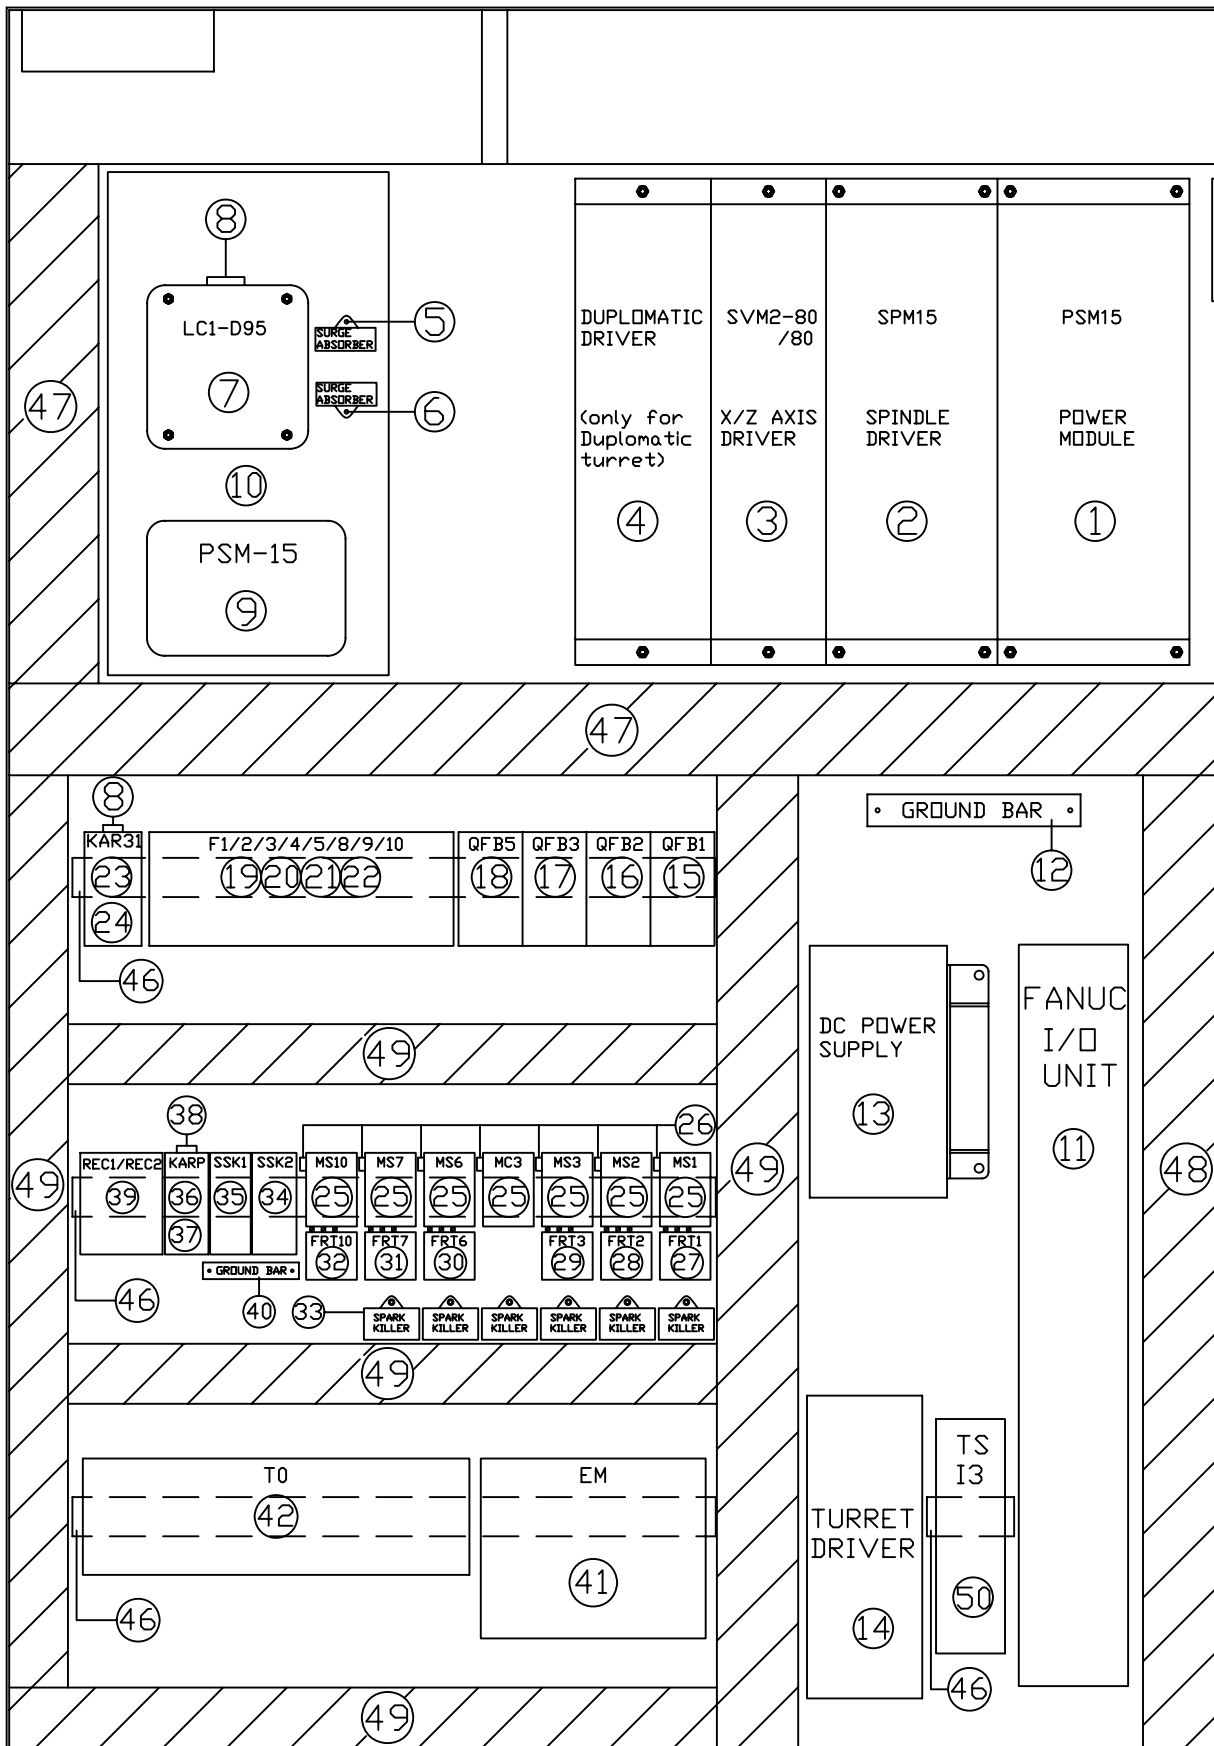 8
LC1-D95
SURGE
ABSORBER
5
7
SURGE
ABSORBER
6
47
10
PSM-15
9
DUPLOMATIC
DRIVER
(only for
Duplomatic
turret)
4
SVM2-80
/80
X/Z AXIS
DRIVER
3
SPM15
SPINDLE
DRIVER
2
PSM15
POWER
MODULE
1
47
8
KAR31
23
24
F1/2/3/4/5/8/9/10
19 20 21 22
QFB5
18
QFB3
17
QFB2
16
QFB1
15
46
GROUND BAR
12
49
DC POWER
SUPPLY
13
FANUC
I/O
UNIT
11
38
26
49
REC1/REC2
39
KARP
36
37
SSK1
35
SSK2
34
MS10
25
FRT10
32
MS7
25
FRT7
31
MS6
25
FRT6
30
MC3
25
MS3
25
FRT3
29
MS2
25
FRT2
28
MS1
25
FRT1
27
49
48
GROUND BAR
46
40
33
SPARK
KILLER
SPARK
KILLER
SPARK
KILLER
SPARK
KILLER
SPARK
KILLER
SPARK
KILLER
49
T0
42
EM
41
46
TURRET
DRIVER
14
TS
I3
50
46
49